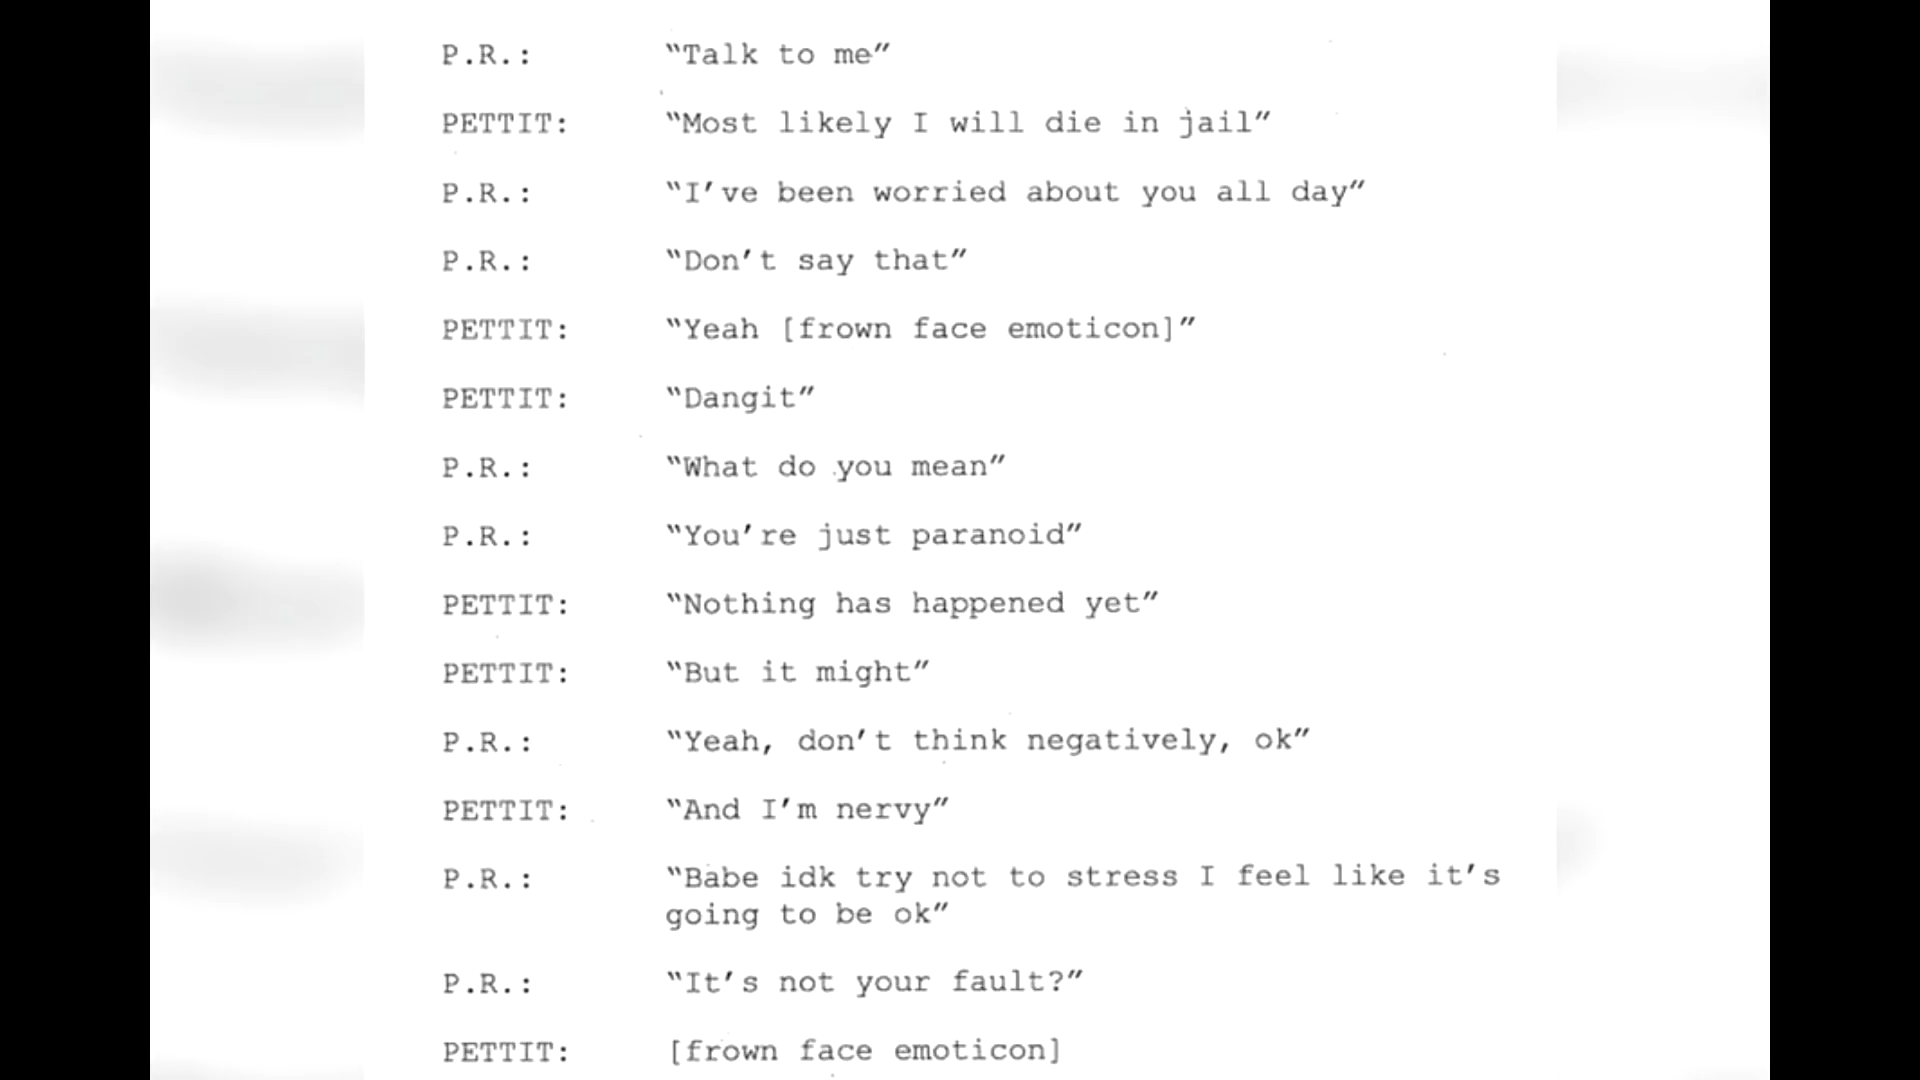 P.R.: “Talk to me”
PETTIT: “Most likely I will die in jail”
P.R.: “I’ve been worried about you all day”
P.R.: “Don’t say that”
PETTIT: “Yeah [frown face emoticon]”
PETTIT: “Dangit”
P.R.: “What do you mean”
P.R.: “You’re just paranoid”
PETTIT: “Nothing has happened yet”
PETTIT: “But it might”
P.R.: “Yeah, don’t think negatively, ok”
PETTIT: “And I’m nervy”
P.R.: “Babe idk try not to stress I feel like it’s
going to be ok”
P.R.: “It’s not your fault?”
PETTIT: [frown face emoticon]